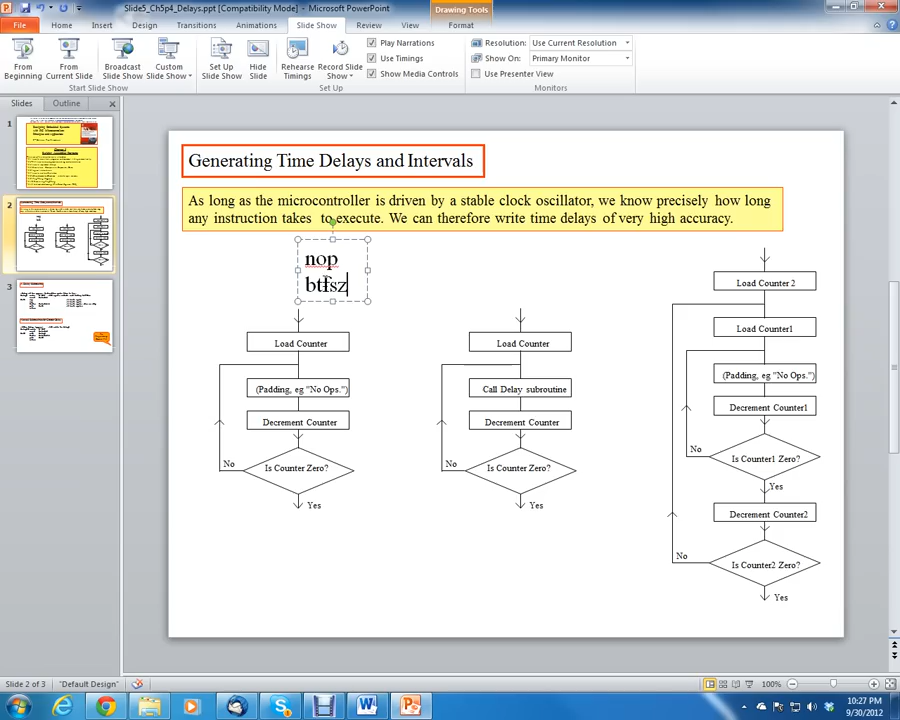 Slide5_Ch5p4_Delays.ppt [Compatibility Mode] - Microsoft PowerPoint
Drawing Tools
File Home Insert Design Transitions Animations Slide Show Review View Format
From Beginning
From Current Slide
Broadcast Slide Show
Custom Slide Show
Start Slide Show
Set Up Slide Show
Hide Slide
Rehearse Timings
Record Slide Show
Play Narrations
Use Timings
Show Media Controls
Set Up
Resolution: Use Current Resolution
Show On: Primary Monitor
Use Presenter View
Monitors
Slides Outline
1
2
3
Generating Time Delays and Intervals
As long as the microcontroller is driven by a stable clock oscillator, we know precisely how long
any instruction takes to execute. We can therefore write time delays of very high accuracy.
nop
btfsz
Load Counter
(Padding, eg "No Ops.")
Decrement Counter
Is Counter Zero?
No
Yes
Load Counter
Call Delay subroutine
Decrement Counter
Is Counter Zero?
No
Yes
Load Counter 2
Load Counter1
(Padding, eg "No Ops.")
Decrement Counter1
Is Counter1 Zero?
No
Yes
Decrement Counter2
Is Counter2 Zero?
No
Yes
Slide 2 of 3 "Default Design" 100%
10:27 PM
9/30/2012